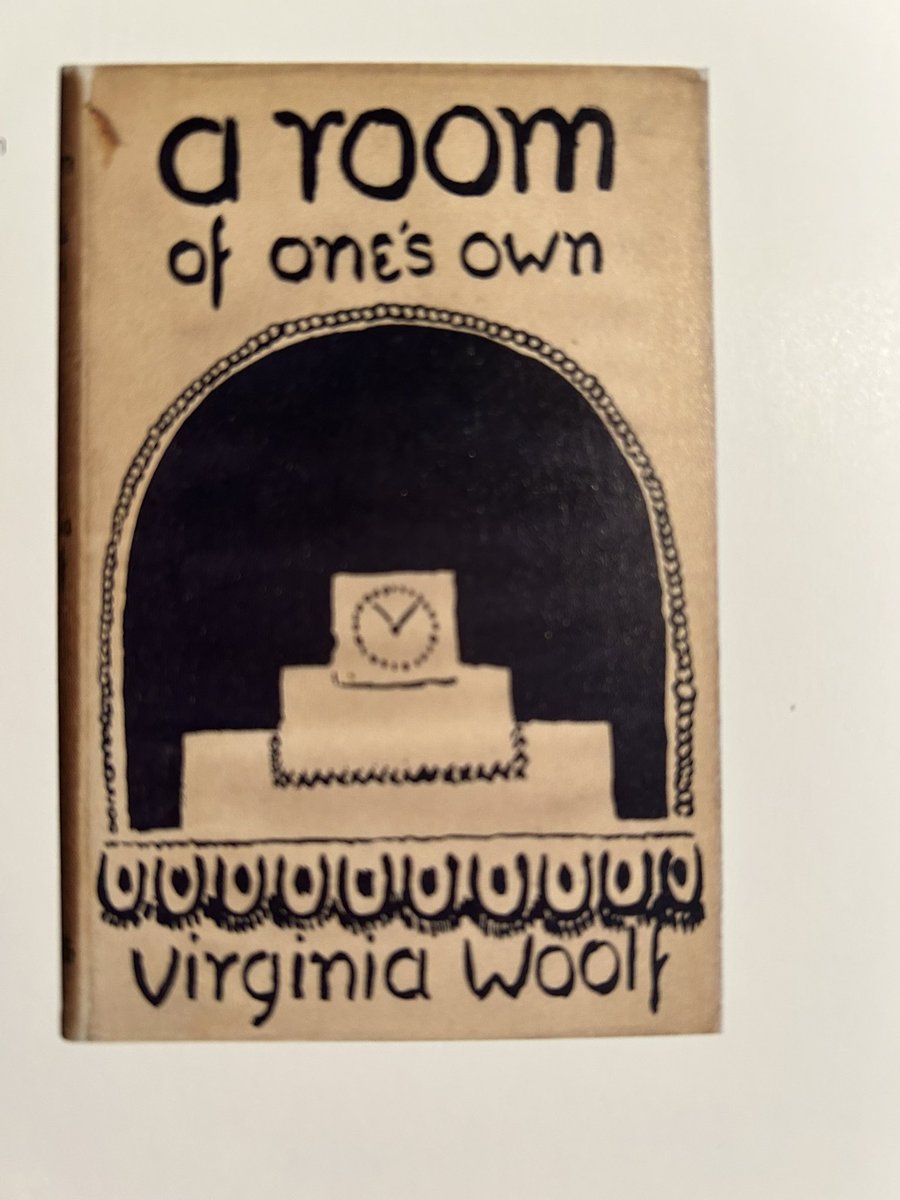 a room
of one's own
virginia woolf